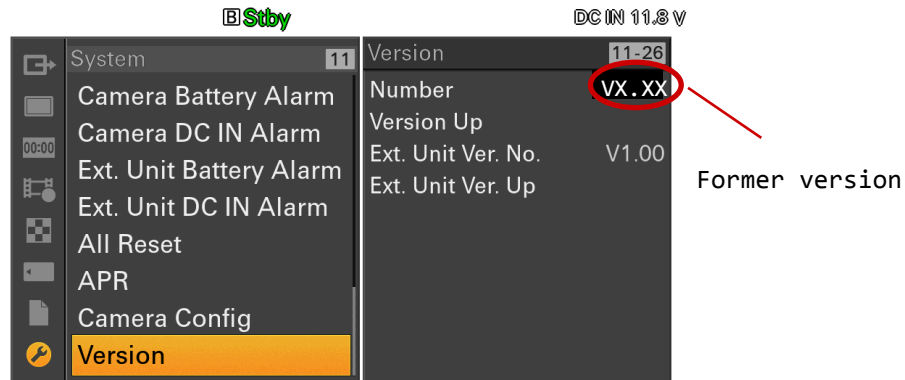 B Stby
DC IN 11.8 V
System 11
Camera Battery Alarm
Camera DC IN Alarm
Ext. Unit Battery Alarm
Ext. Unit DC IN Alarm
All Reset
APR
Camera Config
Version
00:00
Version 11-26
Number VX.XX
Version Up
Ext. Unit Ver. No. V1.00
Ext. Unit Ver. Up
Former version